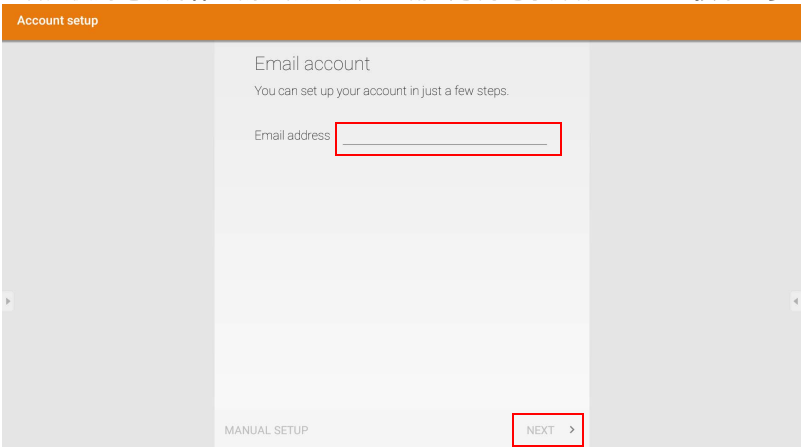 Account setup
Email account
You can set up your account in just a few steps.
Email address
MANUAL SETUP
NEXT